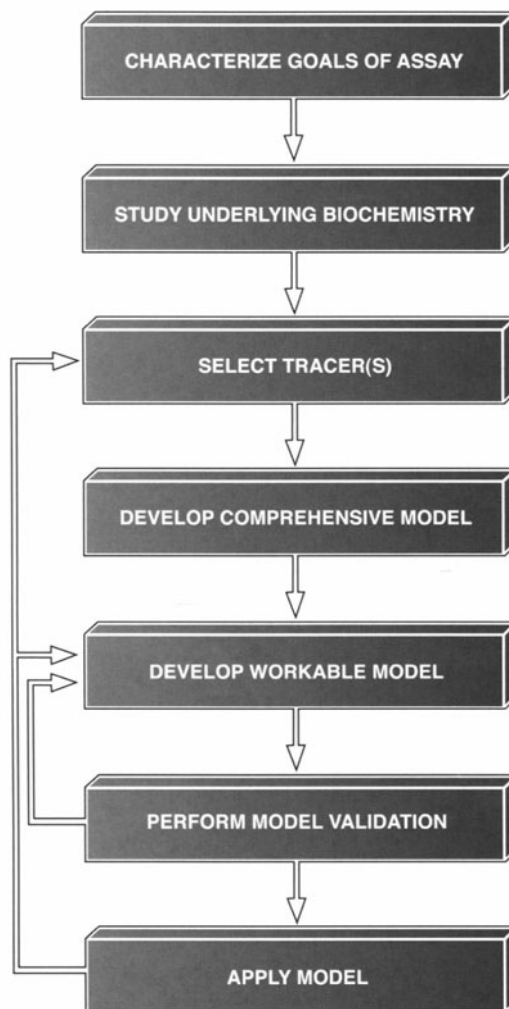 CHARACTERIZE GOALS OF ASSAY
STUDY UNDERLYING BIOCHEMISTRY
SELECT TRACER(S)
DEVELOP COMPREHENSIVE MODEL
DEVELOP WORKABLE MODEL
PERFORM MODEL VALIDATION
APPLY MODEL